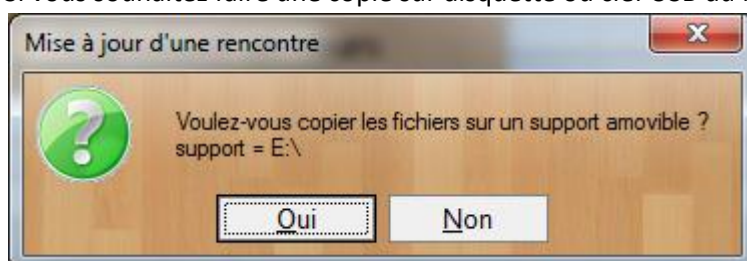 Mise à jour d'une rencontre
Voulez-vous copier les fichiers sur un support amovible ?
support = E:\
Oui
Non